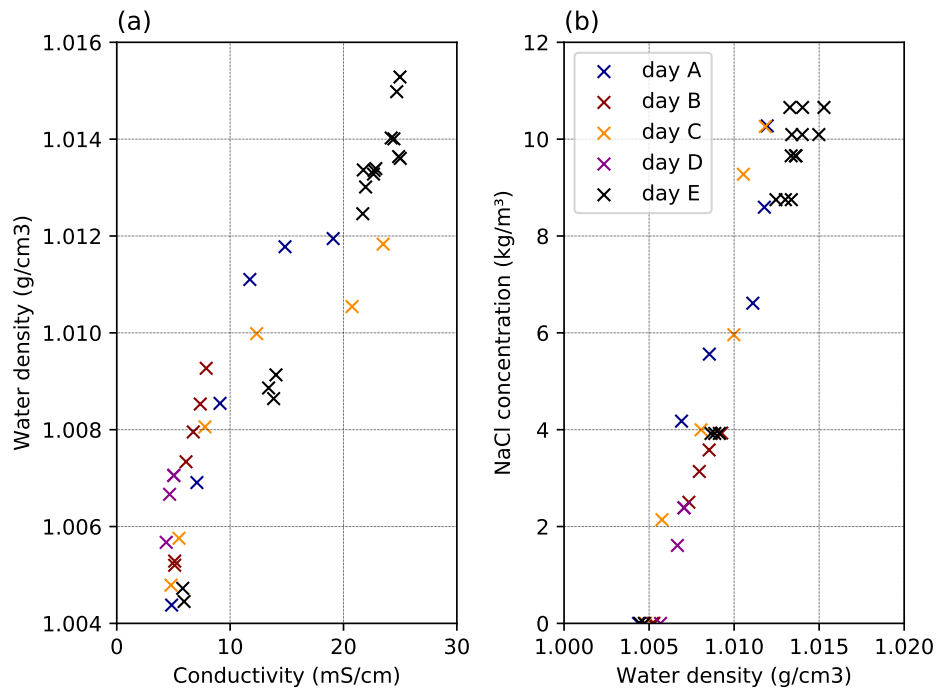 (a)
1.016
1.014
1.012
1.010
1.008
1.006
1.004
Water density (g/cm3)
0
10
20
30
Conductivity (mS/cm)
(b)
12
10
8
6
4
2
0
NaCl concentration (kg/m³)
day A
day B
day C
day D
day E
1.000
1.005
1.010
1.015
1.020
Water density (g/cm3)